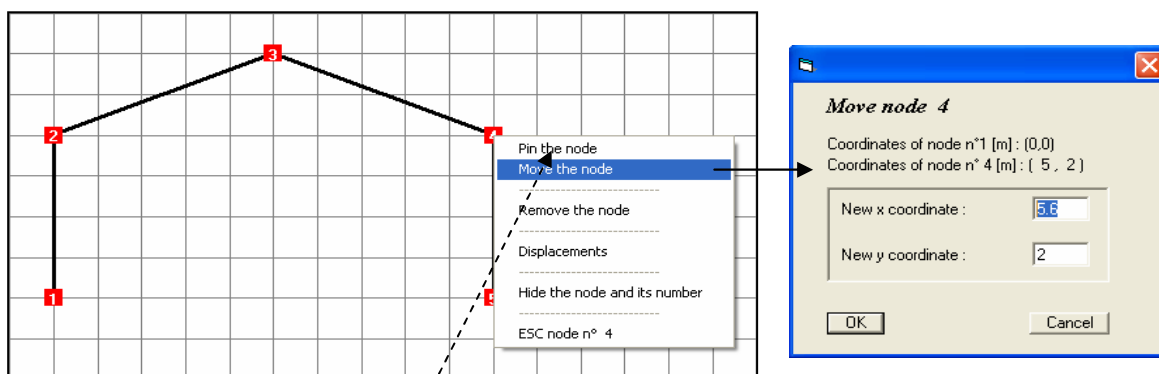 3
2
4
1
5
Pin the node
Move the node
Remove the node
Displacements
Hide the node and its number
ESC node n° 4
Move node 4
Coordinates of node n°1 [m] : (0,0)
Coordinates of node n° 4 [m] : ( 5 , 2 )
New x coordinate :
5.6
New y coordinate :
2
OK
Cancel